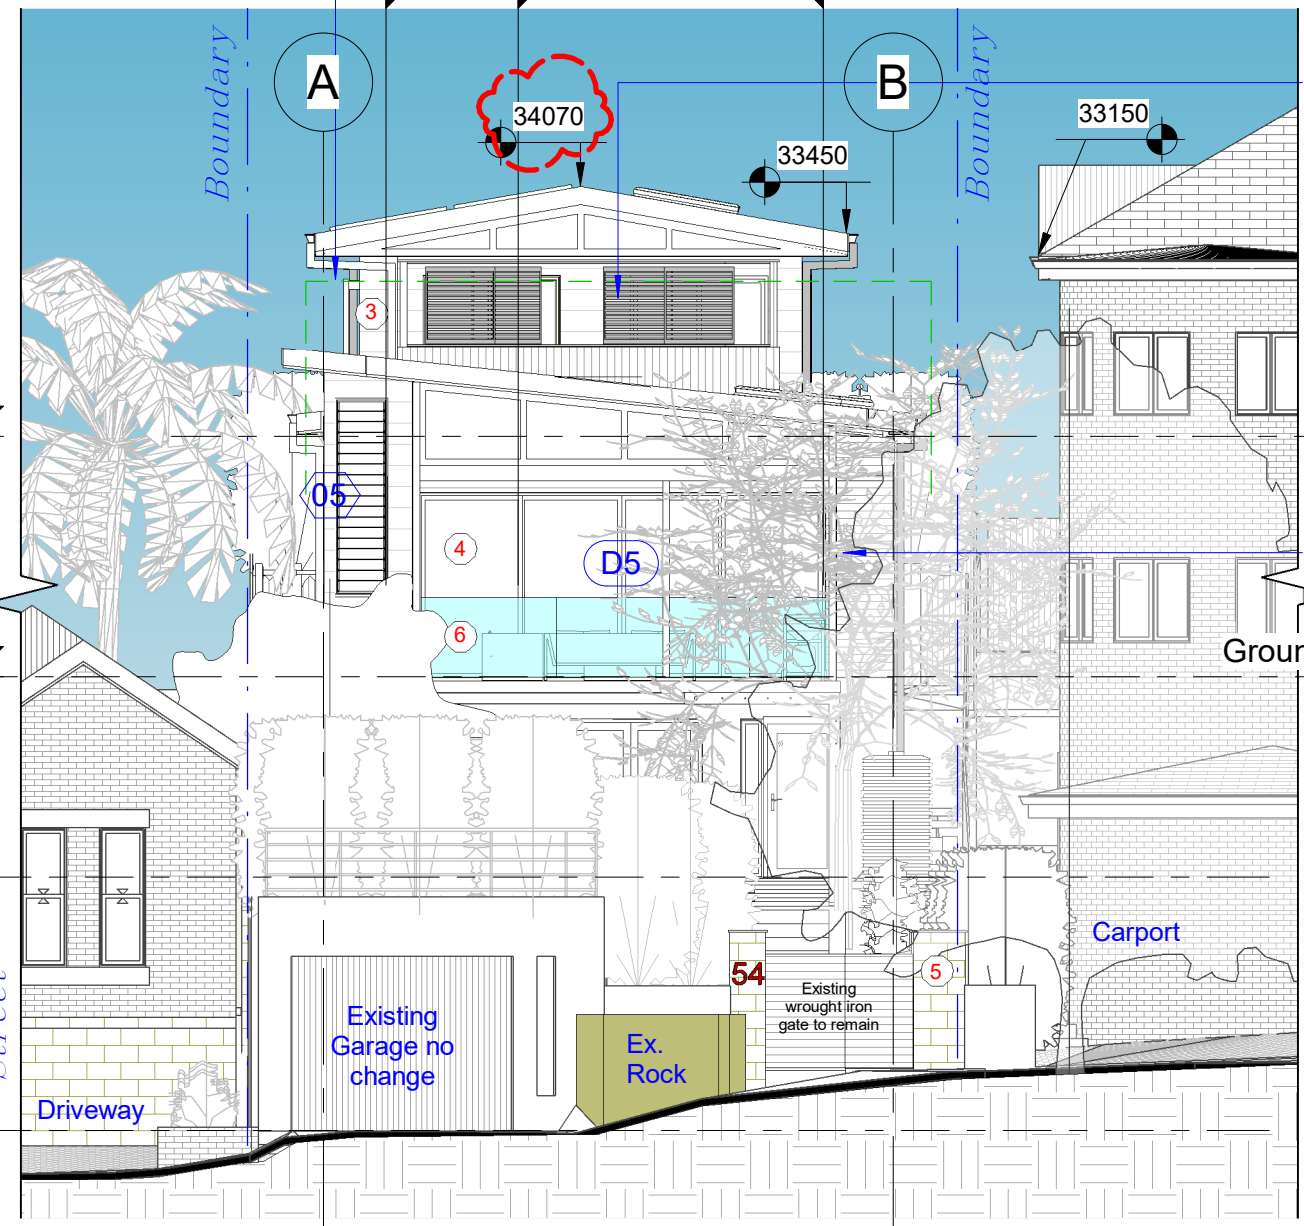 Boundary
A
34070
33450
B
Boundary
33150
3
05
4
D5
6
Groun
Carport
54
5
Existing
wrought iron
gate to remain
Existing
Garage no
change
Ex.
Rock
Street
Driveway